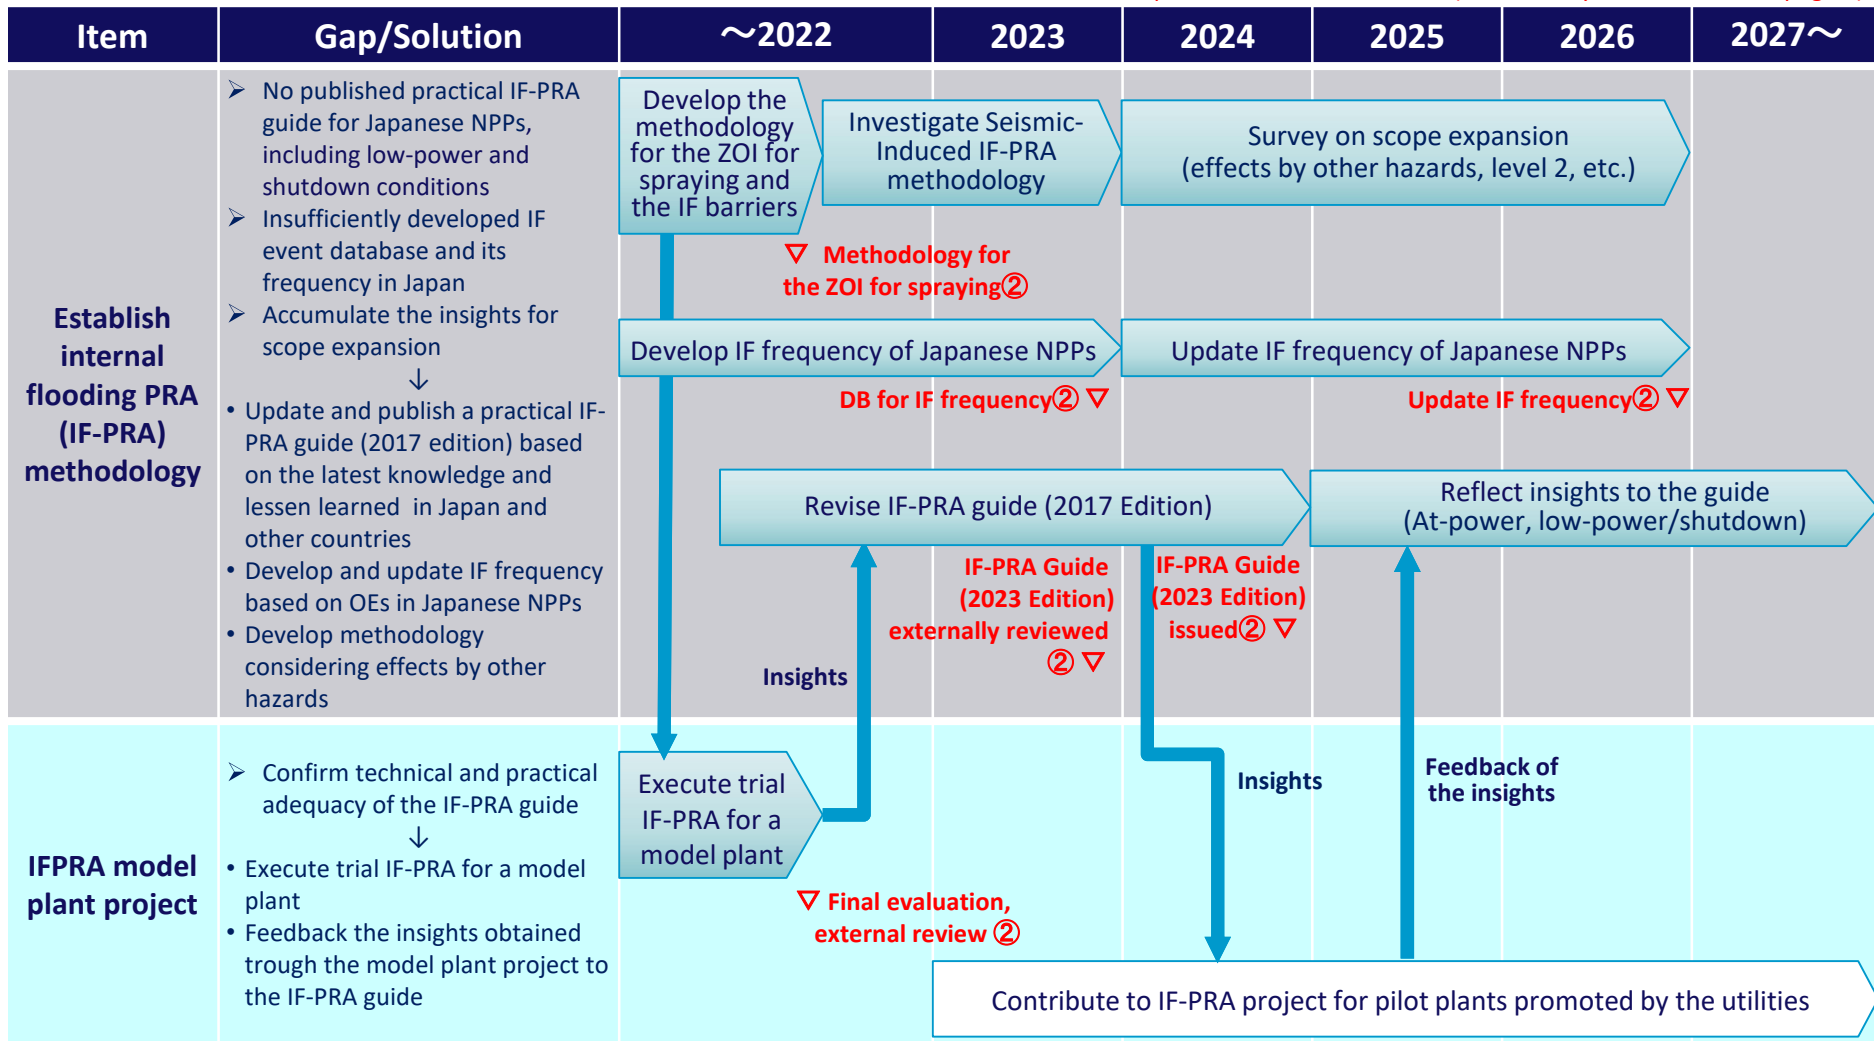 Item
Gap/Solution
～2022
2023
2024
2025
2026
2027～
Establish
internal
flooding PRA
(IF-PRA)
methodology
➢ No published practical IF-PRA
guide for Japanese NPPs,
including low-power and
shutdown conditions
➢ Insufficiently developed IF
event database and its
frequency in Japan
➢ Accumulate the insights for
scope expansion
↓
• Update and publish a practical IF-
PRA guide (2017 edition) based
on the latest knowledge and
lessen learned in Japan and
other countries
• Develop and update IF frequency
based on OEs in Japanese NPPs
• Develop methodology
considering effects by other
hazards
Develop the
methodology
for the ZOI for
spraying and
the IF barriers
Investigate Seismic-
Induced IF-PRA
methodology
Survey on scope expansion
(effects by other hazards, level 2, etc.)
▽ Methodology for
the ZOI for spraying②
Develop IF frequency of Japanese NPPs
Update IF frequency of Japanese NPPs
DB for IF frequency② ▽
Update IF frequency② ▽
Revise IF-PRA guide (2017 Edition)
Reflect insights to the guide
(At-power, low-power/shutdown)
IF-PRA Guide
(2023 Edition)
externally reviewed
② ▽
IF-PRA Guide
(2023 Edition)
issued② ▽
Insights
IFPRA model
plant project
➢ Confirm technical and practical
adequacy of the IF-PRA guide
↓
• Execute trial IF-PRA for a model
plant
• Feedback the insights obtained
trough the model plant project to
the IF-PRA guide
Execute trial
IF-PRA for a
model plant
Insights
Feedback of
the insights
▽ Final evaluation,
external review ②
Contribute to IF-PRA project for pilot plants promoted by the utilities